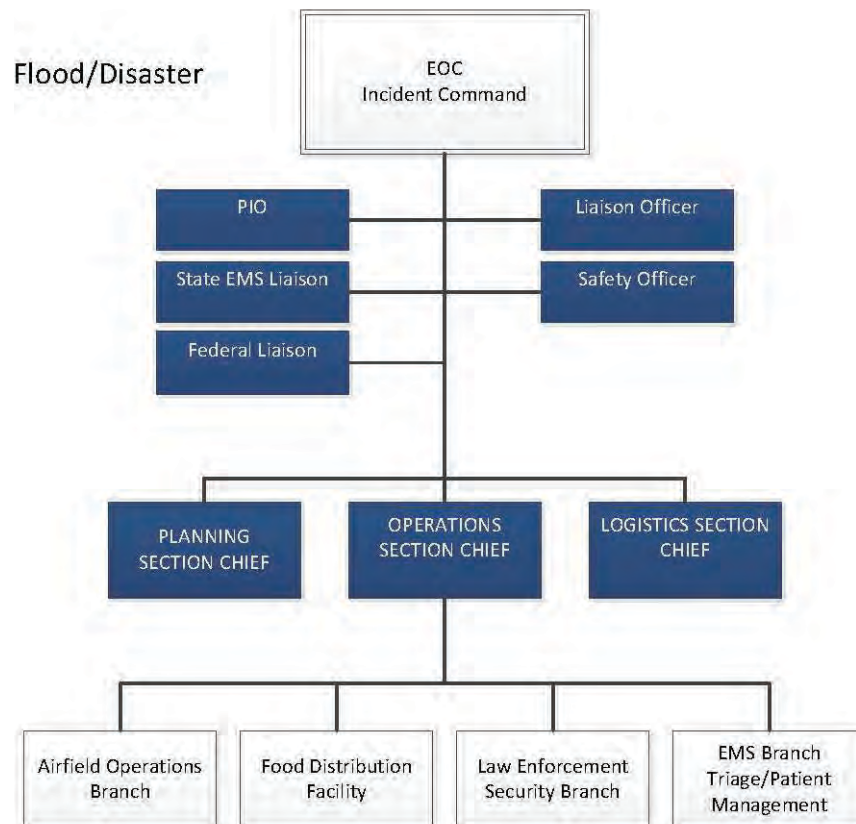 Flood/Disaster
EOC
Incident Command
PIO
Liaison Officer
State EMS Liaison
Safety Officer
Federal Liaison
PLANNING
SECTION CHIEF
OPERATIONS
SECTION CHIEF
LOGISTICS SECTION
CHIEF
Airfield Operations
Branch
Food Distribution
Facility
Law Enforcement
Security Branch
EMS Branch
Triage/Patient
Management